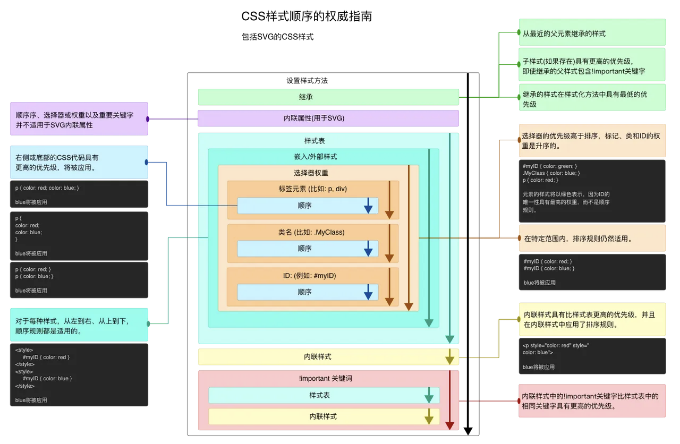 CSS样式顺序的权威指南
包括SVG的CSS样式
设置样式方法
继承
内联属性(用于SVG)
样式表
嵌入/外部样式
选择器权重
标签元素 (比如: p, div)
顺序
类名 (比如: .MyClass)
顺序
ID: (例如: #myID)
顺序
内联样式
!important 关键词
样式表
内联样式
顺序序、选择器或权重以及重要关键字
并不适用于SVG内联属性
右侧或底部的CSS代码具有
更高的优先级，将被应用。
p { color: red; color: blue; }
blue将被应用
p {
color: red;
color: blue;
}
blue将被应用
p { color: red; }
p { color: blue; }
blue将被应用
对于每种样式，从左到右、从上到下，
顺序规则都是适用的。
<style>
#myID { color: red }
</style>
<style>
#myID { color: blue }
</style>
blue将被应用
从最近的父元素继承的样式
子样式(如果存在)具有更高的优先级，
即使继承的父样式包含!important关键字
继承的样式在样式化方法中具有最低的优
先级
选择器的优先级高于排序，标记、类和ID的权
重是升序的。
#myID { color: green; }
.MyClass { color: blue; }
p { color: red; }
元素的样式将以绿色表示，因为ID的
唯一性具有最高的权重，而不是顺序
规则。
在特定范围内、排序规则仍然适用。
#myID { color: red; }
#myID { color: blue; }
blue将被应用
内联样式具有比样式表更高的优先级，并且
在内联样式中应用了排序规则。
<p style="color: red" style="
color: blue">
blue将被应用
内联样式中的!important关键字比样式表中的
相同关键字具有更高的优先级。